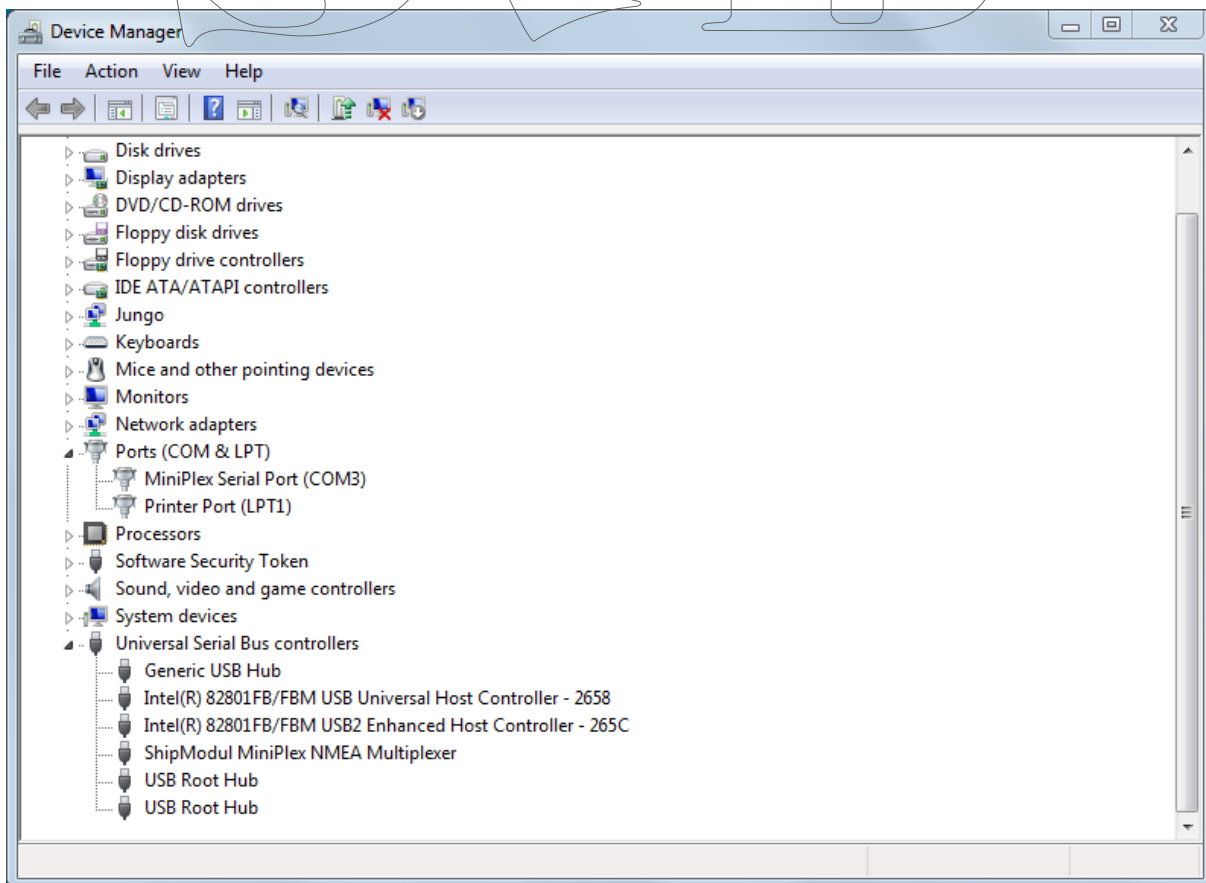 Device Manager
File Action View Help
Disk drives
Display adapters
DVD/CD-ROM drives
Floppy disk drives
Floppy drive controllers
IDE ATA/ATAPI controllers
Jungo
Keyboards
Mice and other pointing devices
Monitors
Network adapters
Ports (COM & LPT)
MiniPlex Serial Port (COM3)
Printer Port (LPT1)
Processors
Software Security Token
Sound, video and game controllers
System devices
Universal Serial Bus controllers
Generic USB Hub
Intel(R) 82801FB/FBM USB Universal Host Controller - 2658
Intel(R) 82801FB/FBM USB2 Enhanced Host Controller - 265C
ShipModul MiniPlex NMEA Multiplexer
USB Root Hub
USB Root Hub